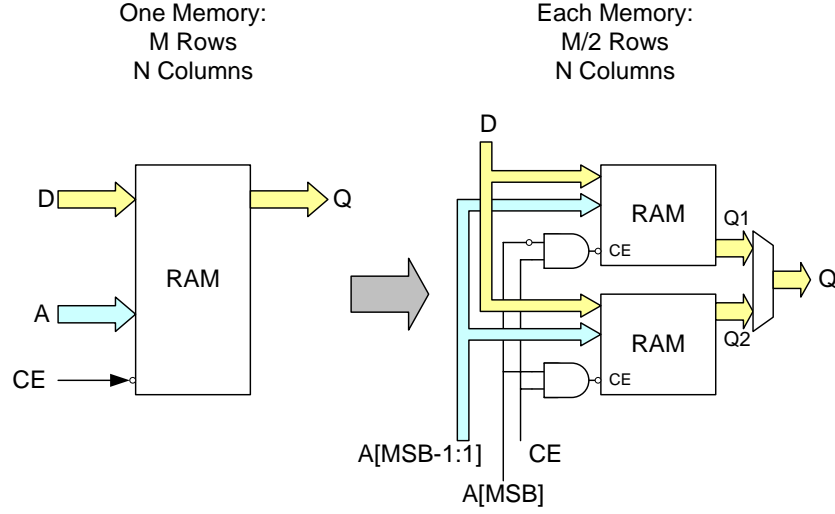 One Memory:
M Rows
N Columns
D
Q
RAM
A
CE
Each Memory:
M/2 Rows
N Columns
D
RAM
Q1
CE
Q
RAM
Q2
CE
A[MSB-1:1]
CE
A[MSB]